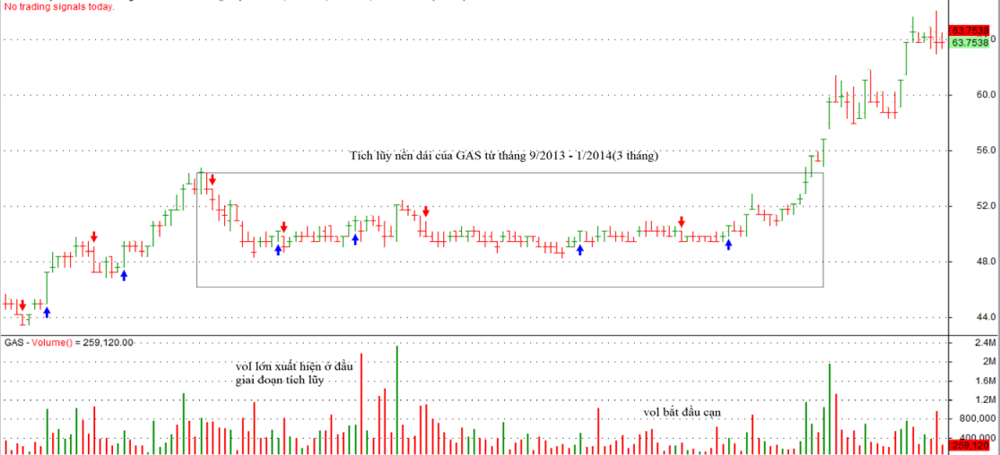 No trading signals today.
63.7538
63.7538
60.0
Tích lũy nền dài của GAS từ tháng 9/2013 - 1/2014(3 tháng)
56.0
52.0
48.0
44.0
GAS - Volume() = 259,120.00
2.4M
vol lớn xuất hiện ở đầu
giai đoạn tích lũy
2M
1.6M
1.2M
vol bắt đầu cạn
800,000
400,000
259,120